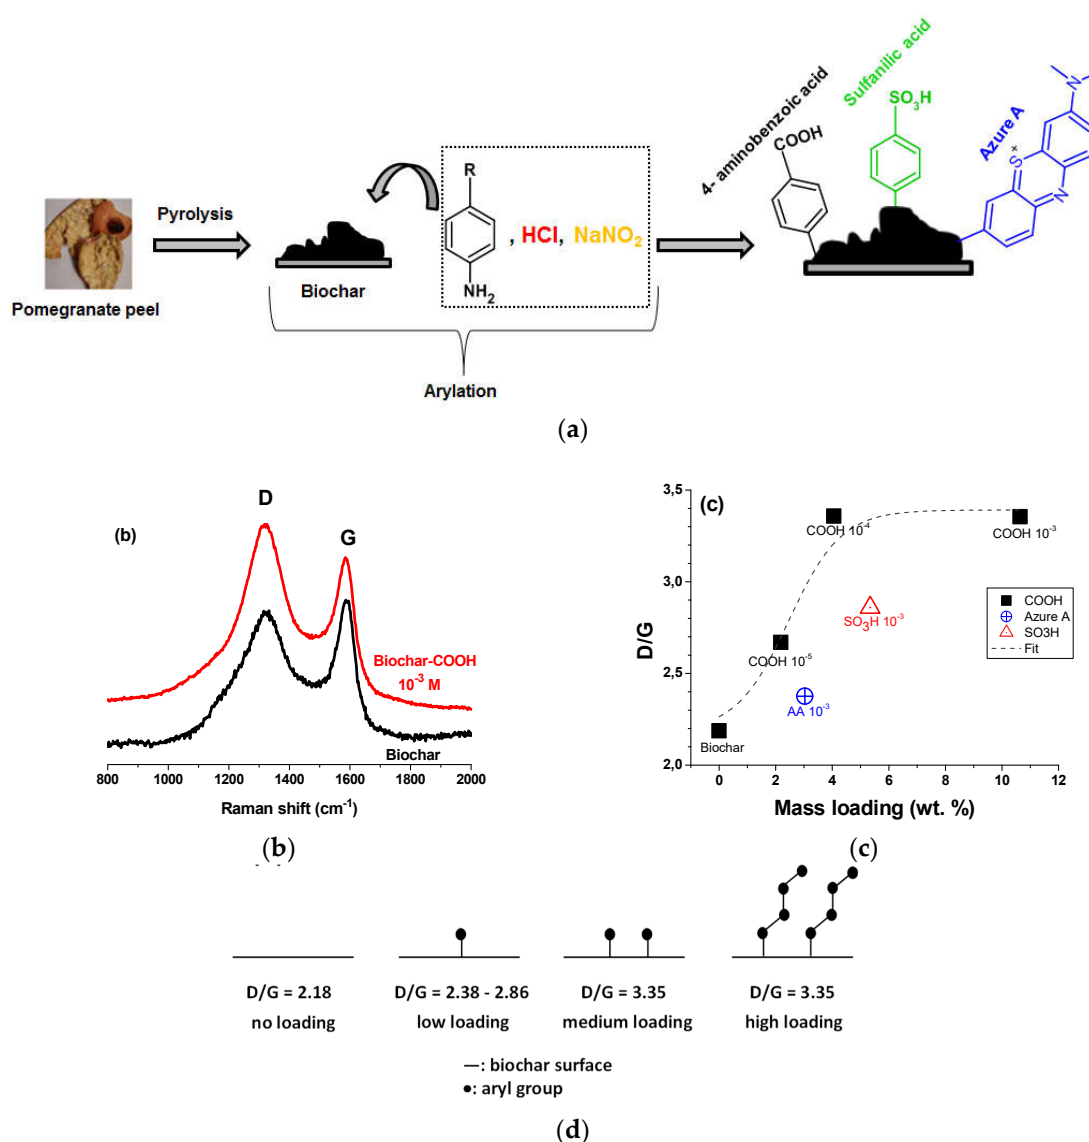 Pomegranate peel
Pyrolysis
Biochar
R
NH2
, HCl, NaNO2
Arylation
4- aminobenzoic acid
COOH
Sulfanilic acid
SO3H
Azure A
S
+
N
N
(a)
(b)
D
G
Biochar-COOH
10-3 M
Biochar
800 1000 1200 1400 1600 1800 2000
Raman shift (cm-1)
(b)
(c)
D/G
3,5
3,0
2,5
2,0
COOH 10-4
COOH 10-3
SO3H 10-3
COOH 10-5
AA 10-3
Biochar
COOH
Azure A
SO3H
Fit
0 2 4 6 8 10 12
Mass loading (wt. %)
(c)
D/G = 2.18
no loading
D/G = 2.38 - 2.86
low loading
D/G = 3.35
medium loading
D/G = 3.35
high loading
—: biochar surface
●: aryl group
(d)